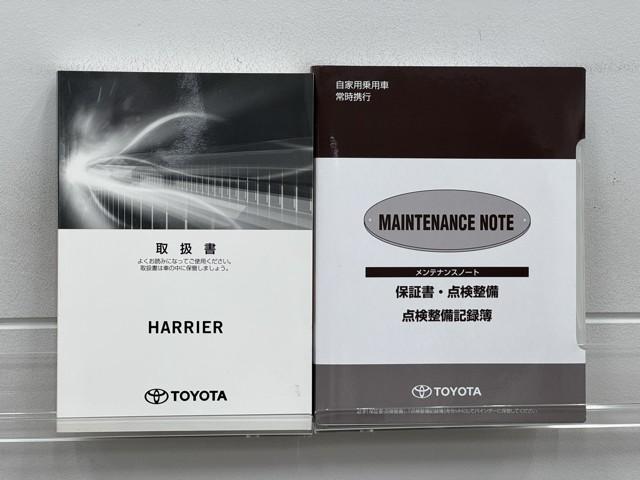 取扱書
よくお読みになってご使用ください。
取扱書は車の中に保管しましょう。
HARRIER
TOYOTA
自家用乗用車
常時携行
MAINTENANCE NOTE
メンテナンスノート
保証書・点検整備
点検整備記録簿
TOYOTA